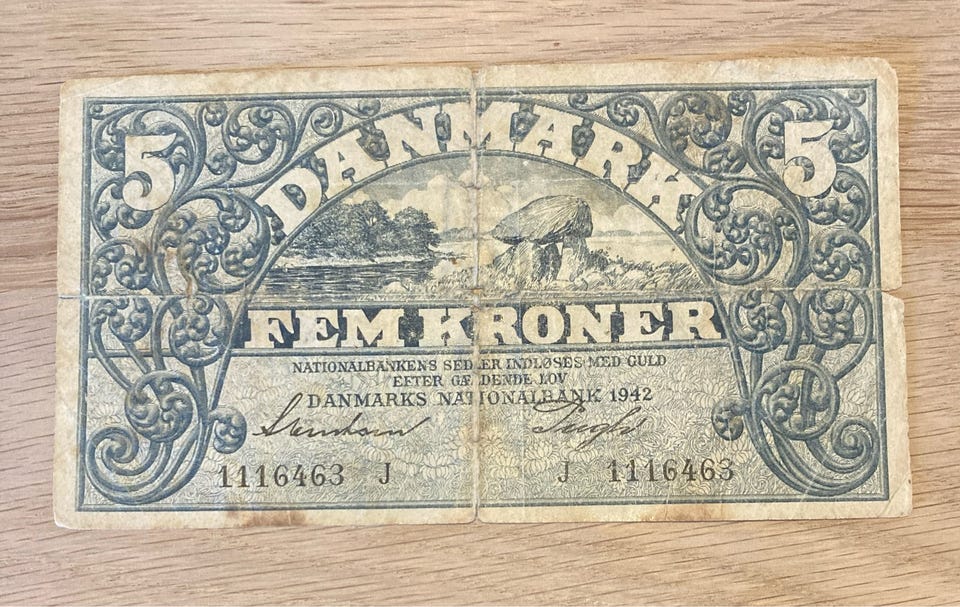 5 DANMARK 5
FEM KRONER
NATIONALBANKENS SEDLER INDLØSES MED GULD
EFTER GÆLDENDE LOV
DANMARKS NATIONALBANK 1942
1116463 J J 1116463